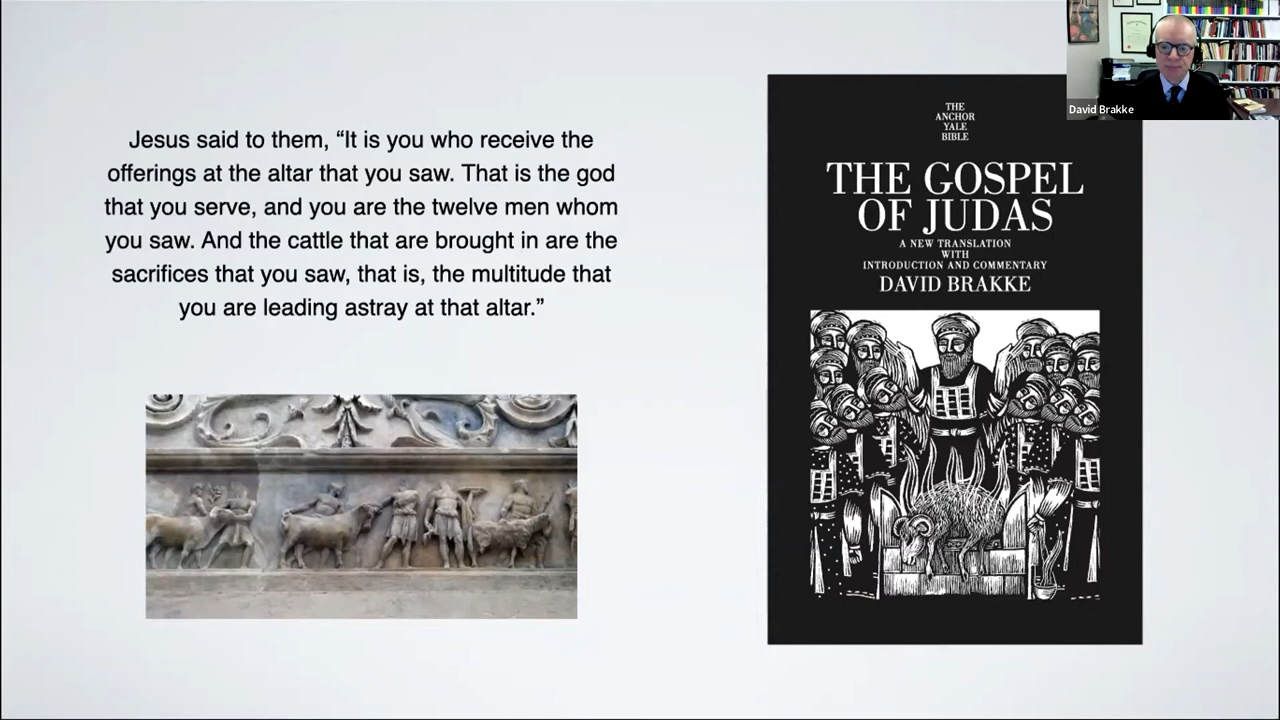 Jesus said to them, “It is you who receive the
offerings at the altar that you saw. That is the god
that you serve, and you are the twelve men whom
you saw. And the cattle that are brought in are the
sacrifices that you saw, that is, the multitude that
you are leading astray at that altar.”
THE
ANCHOR
YALE
BIBLE
THE GOSPEL
OF JUDAS
A NEW TRANSLATION
WITH
INTRODUCTION AND COMMENTARY
DAVID BRAKKE
David Brakke